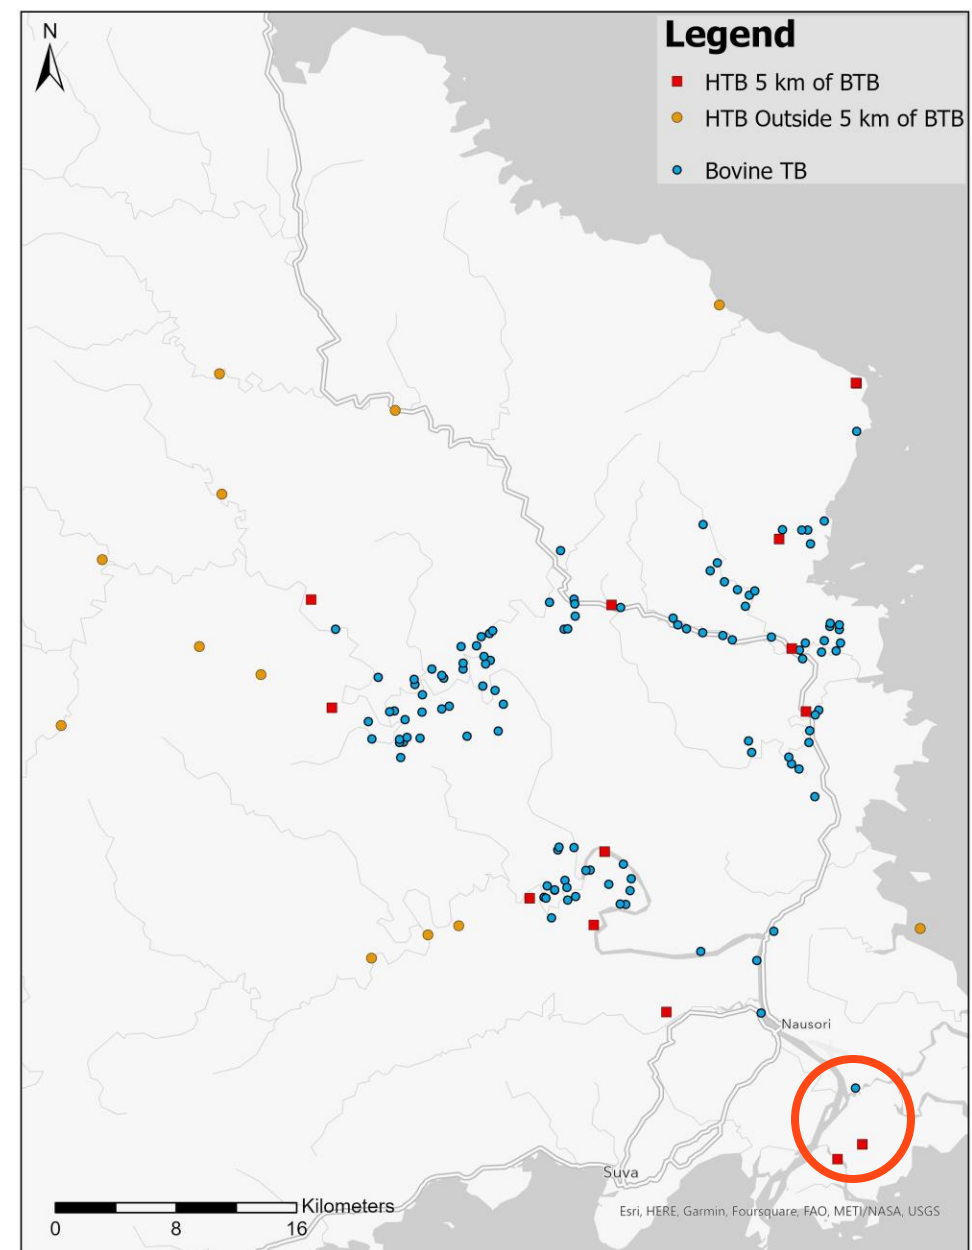 N
Legend
HTB 5 km of BTB
HTB Outside 5 km of BTB
Bovine TB
Nausori
Suva
Kilometers
0 8 16
Esri, HERE, Garmin, Foursquare, FAO, METI/NASA, USGS